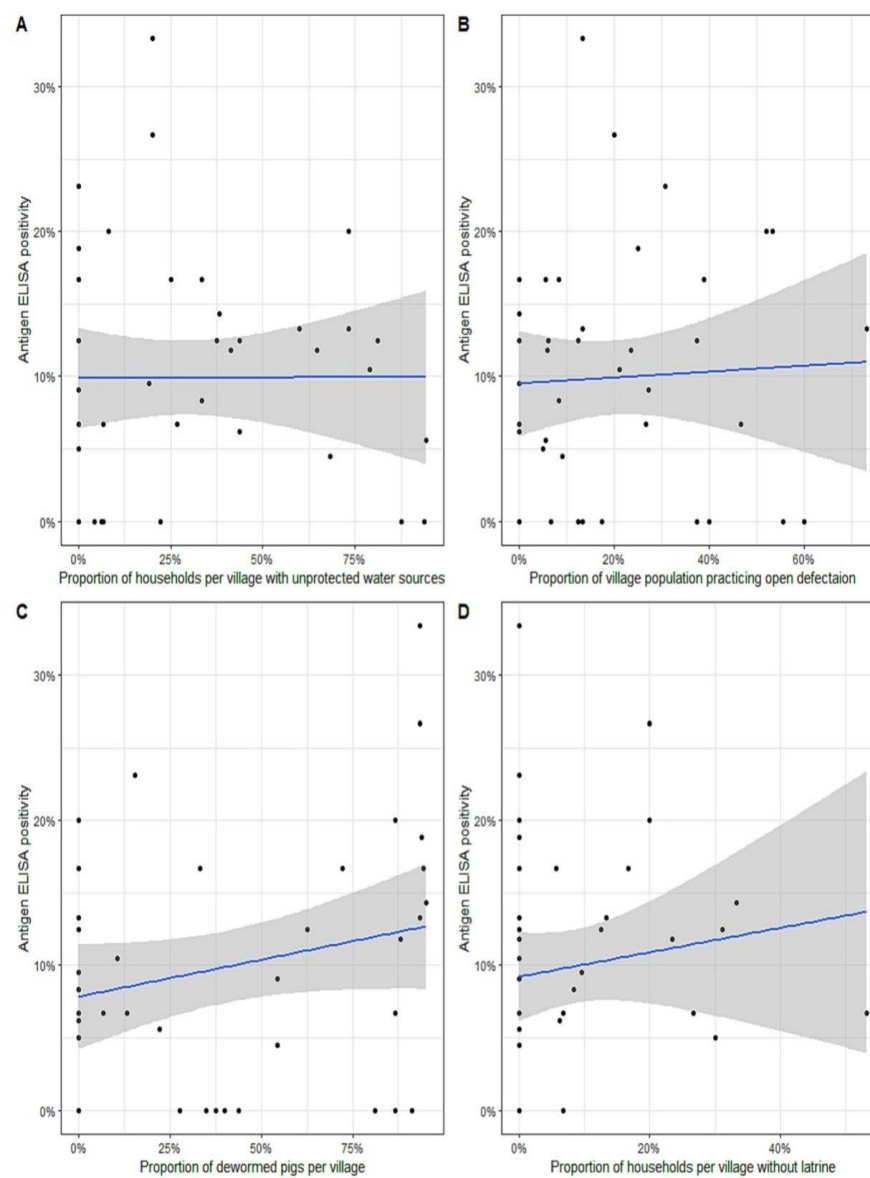 A
Antigen ELISA positivity
30%
20%
10%
0%
0% 25% 50% 75%
Proportion of households per village with unprotected water sources
B
Antigen ELISA positivity
30%
20%
10%
0%
0% 20% 40% 60%
Proportion of village population practicing open defectaion
C
Antigen ELISA positivity
30%
20%
10%
0%
0% 25% 50% 75%
Proportion of dewormed pigs per village
D
Antigen ELISA positivity
30%
20%
10%
0%
0% 20% 40%
Proportion of households per village without latrine